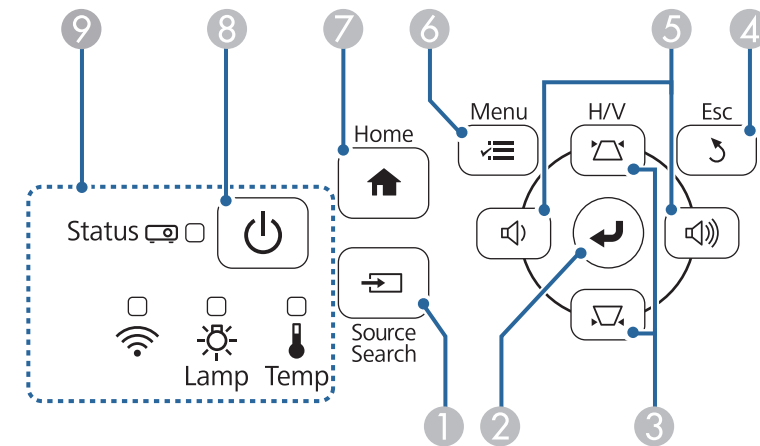 9 8 7 6 5 4
Menu H/V Esc
Home
Status
Source
Search
Lamp Temp
1 2 3